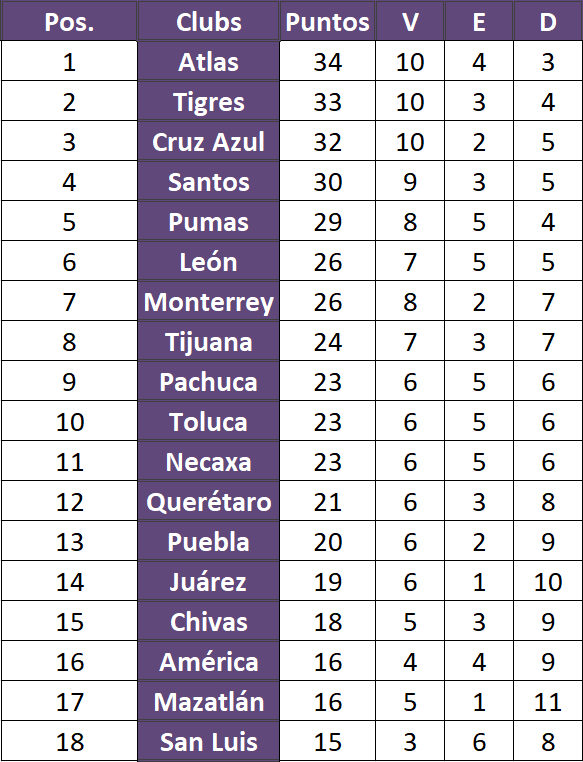 Pos. Clubs Puntos V E D
1 Atlas 34 10 4 3
2 Tigres 33 10 3 4
3 Cruz Azul 32 10 2 5
4 Santos 30 9 3 5
5 Pumas 29 8 5 4
6 León 26 7 5 5
7 Monterrey 26 8 2 7
8 Tijuana 24 7 3 7
9 Pachuca 23 6 5 6
10 Toluca 23 6 5 6
11 Necaxa 23 6 5 6
12 Querétaro 21 6 3 8
13 Puebla 20 6 2 9
14 Juárez 19 6 1 10
15 Chivas 18 5 3 9
16 América 16 4 4 9
17 Mazatlán 16 5 1 11
18 San Luis 15 3 6 8